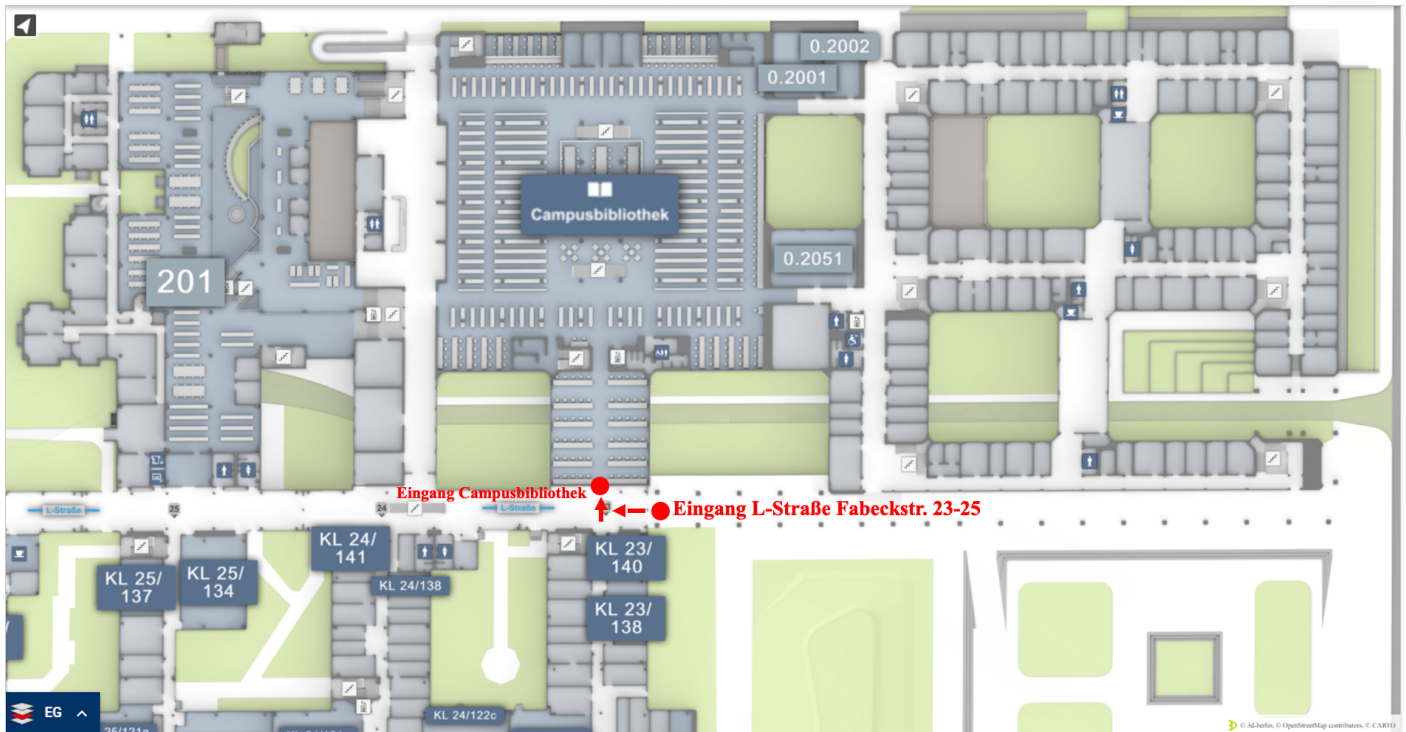 0.2002
0.2001
Campusbibliothek
0.2051
201
Eingang Campusbibliothek
Eingang L-Straße Fabeckstr. 23-25
L-Straße
25
24
L-Straße
KL 24/
141
KL 23/
140
KL 25/
137
KL 25/
134
KL 24/138
KL 23/
138
EG
KL 24/122c
© 3d-berlin, © OpenStreetMap contributors, © CARTO